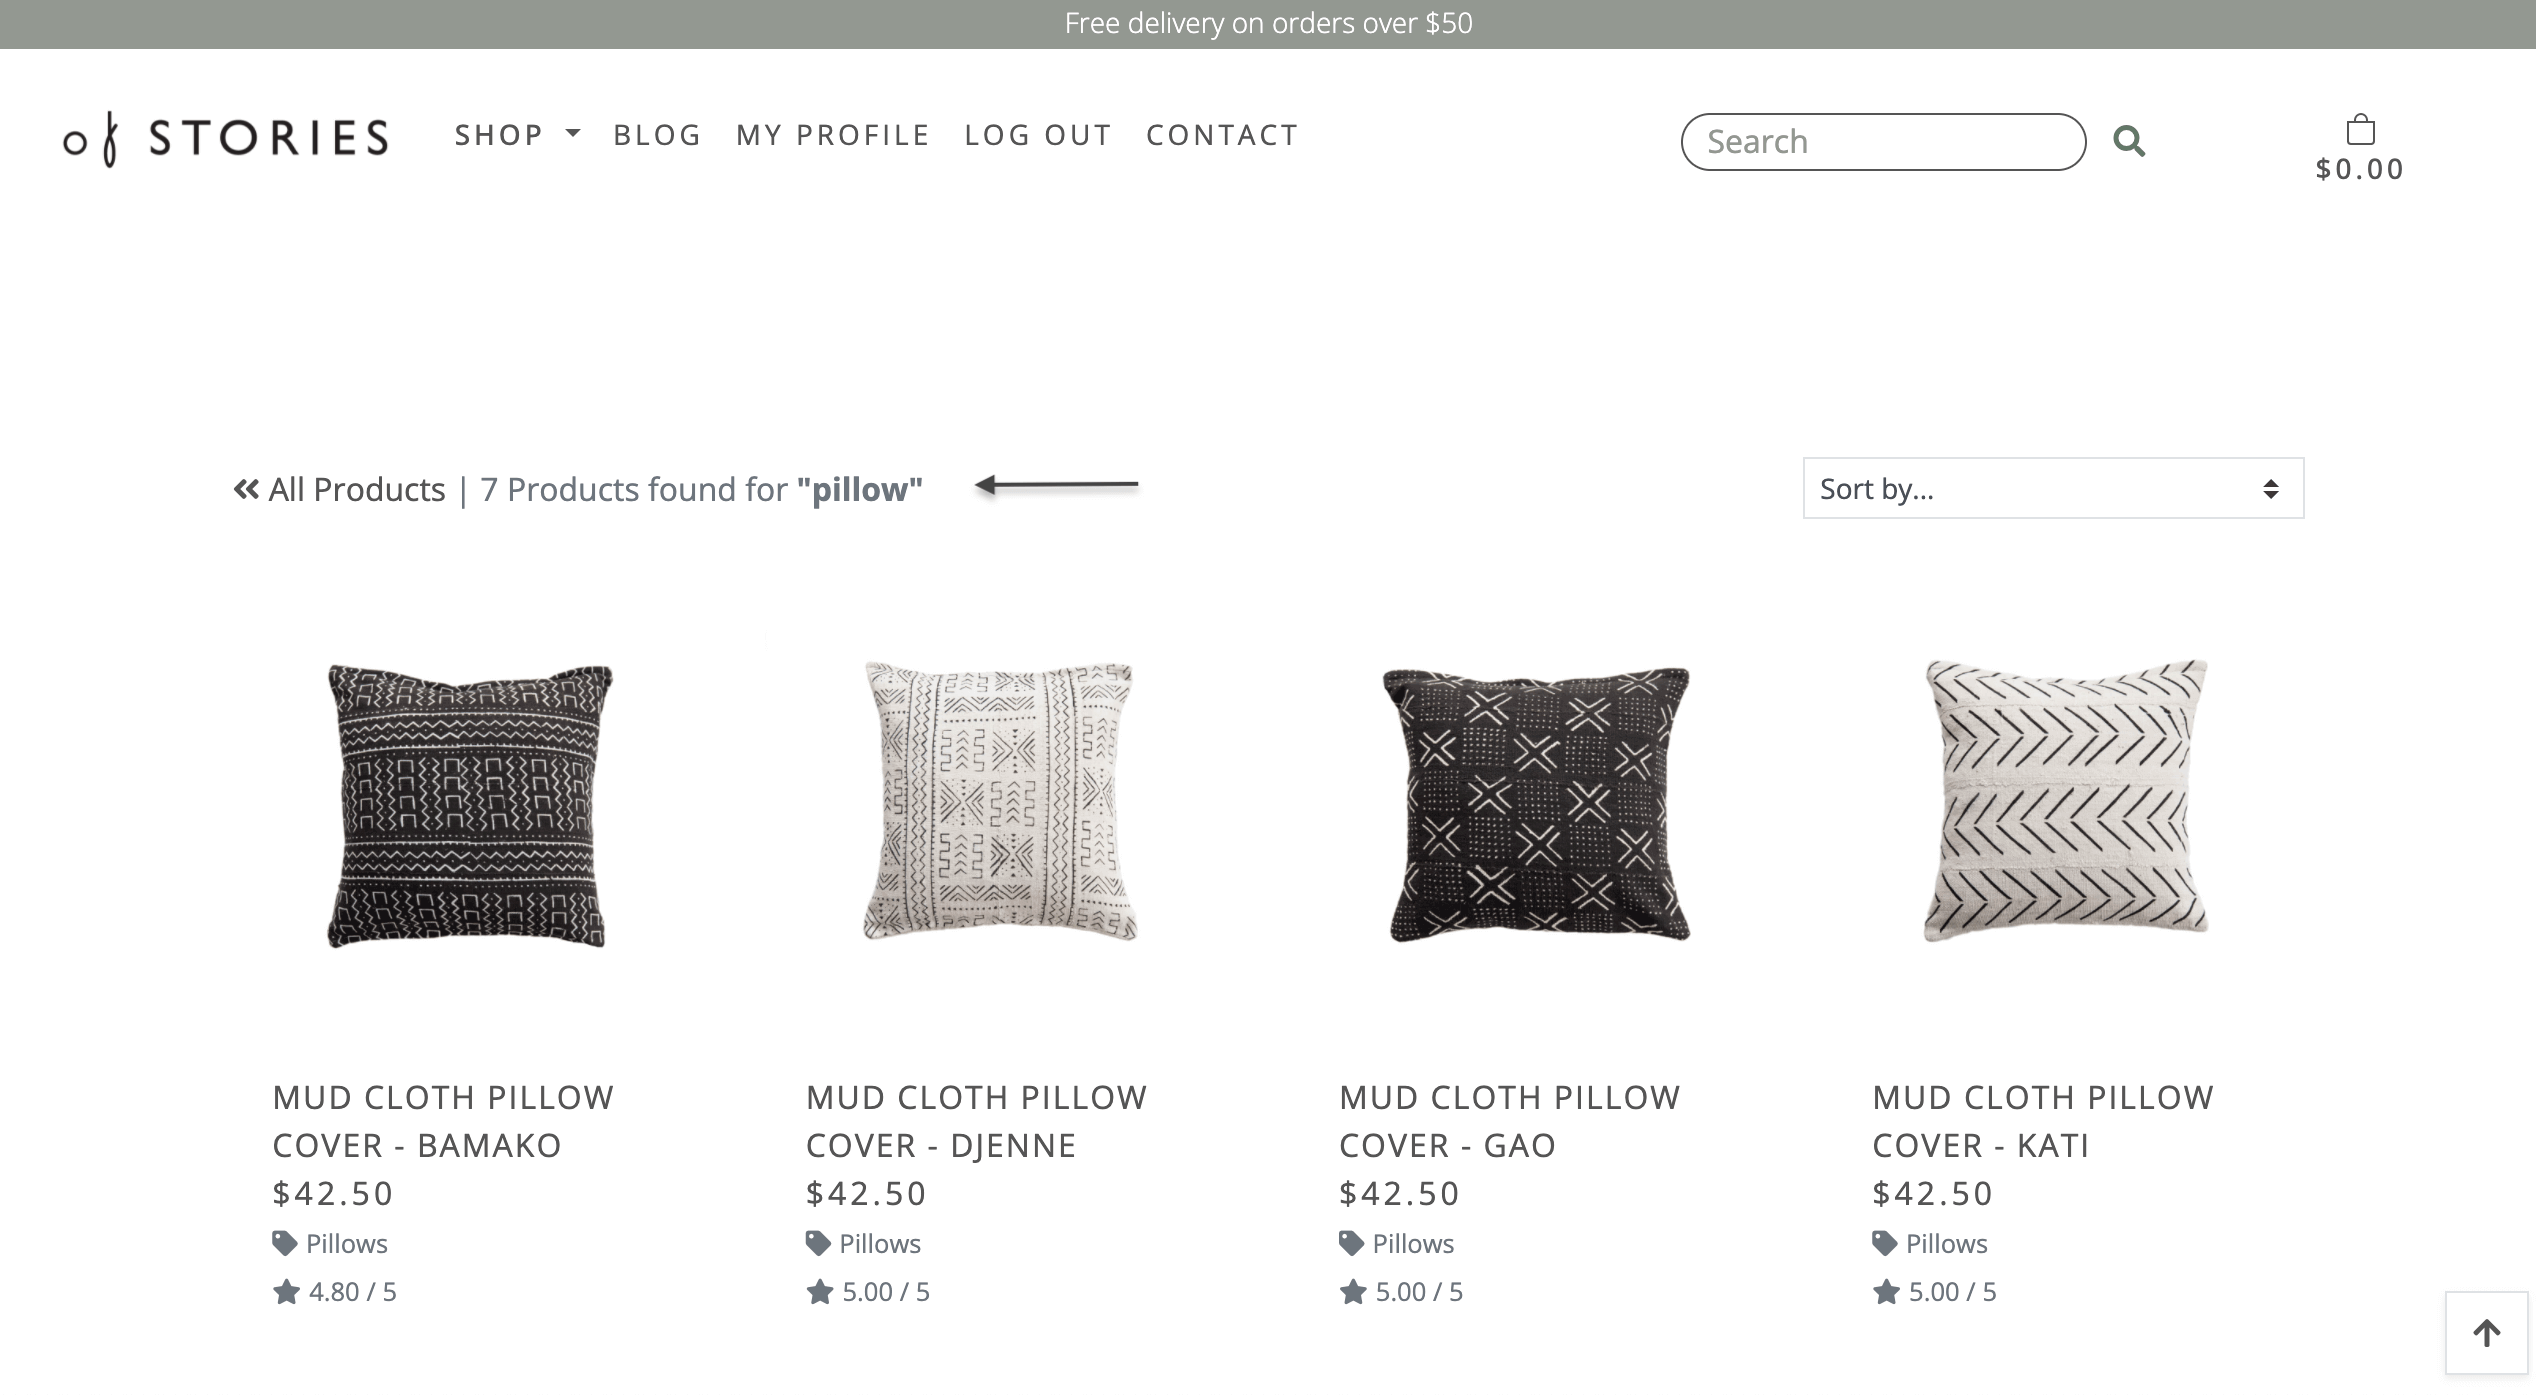 Free delivery on orders over $50
of STORIES
SHOP BLOG MY PROFILE LOG OUT CONTACT
Search
$0.00
All Products | 7 Products found for "pillow"
Sort by...
MUD CLOTH PILLOW
COVER - BAMAKO
$42.50
Pillows
4.80 / 5
MUD CLOTH PILLOW
COVER - DJENNE
$42.50
Pillows
5.00 / 5
MUD CLOTH PILLOW
COVER - GAO
$42.50
Pillows
5.00 / 5
MUD CLOTH PILLOW
COVER - KATI
$42.50
Pillows
5.00 / 5